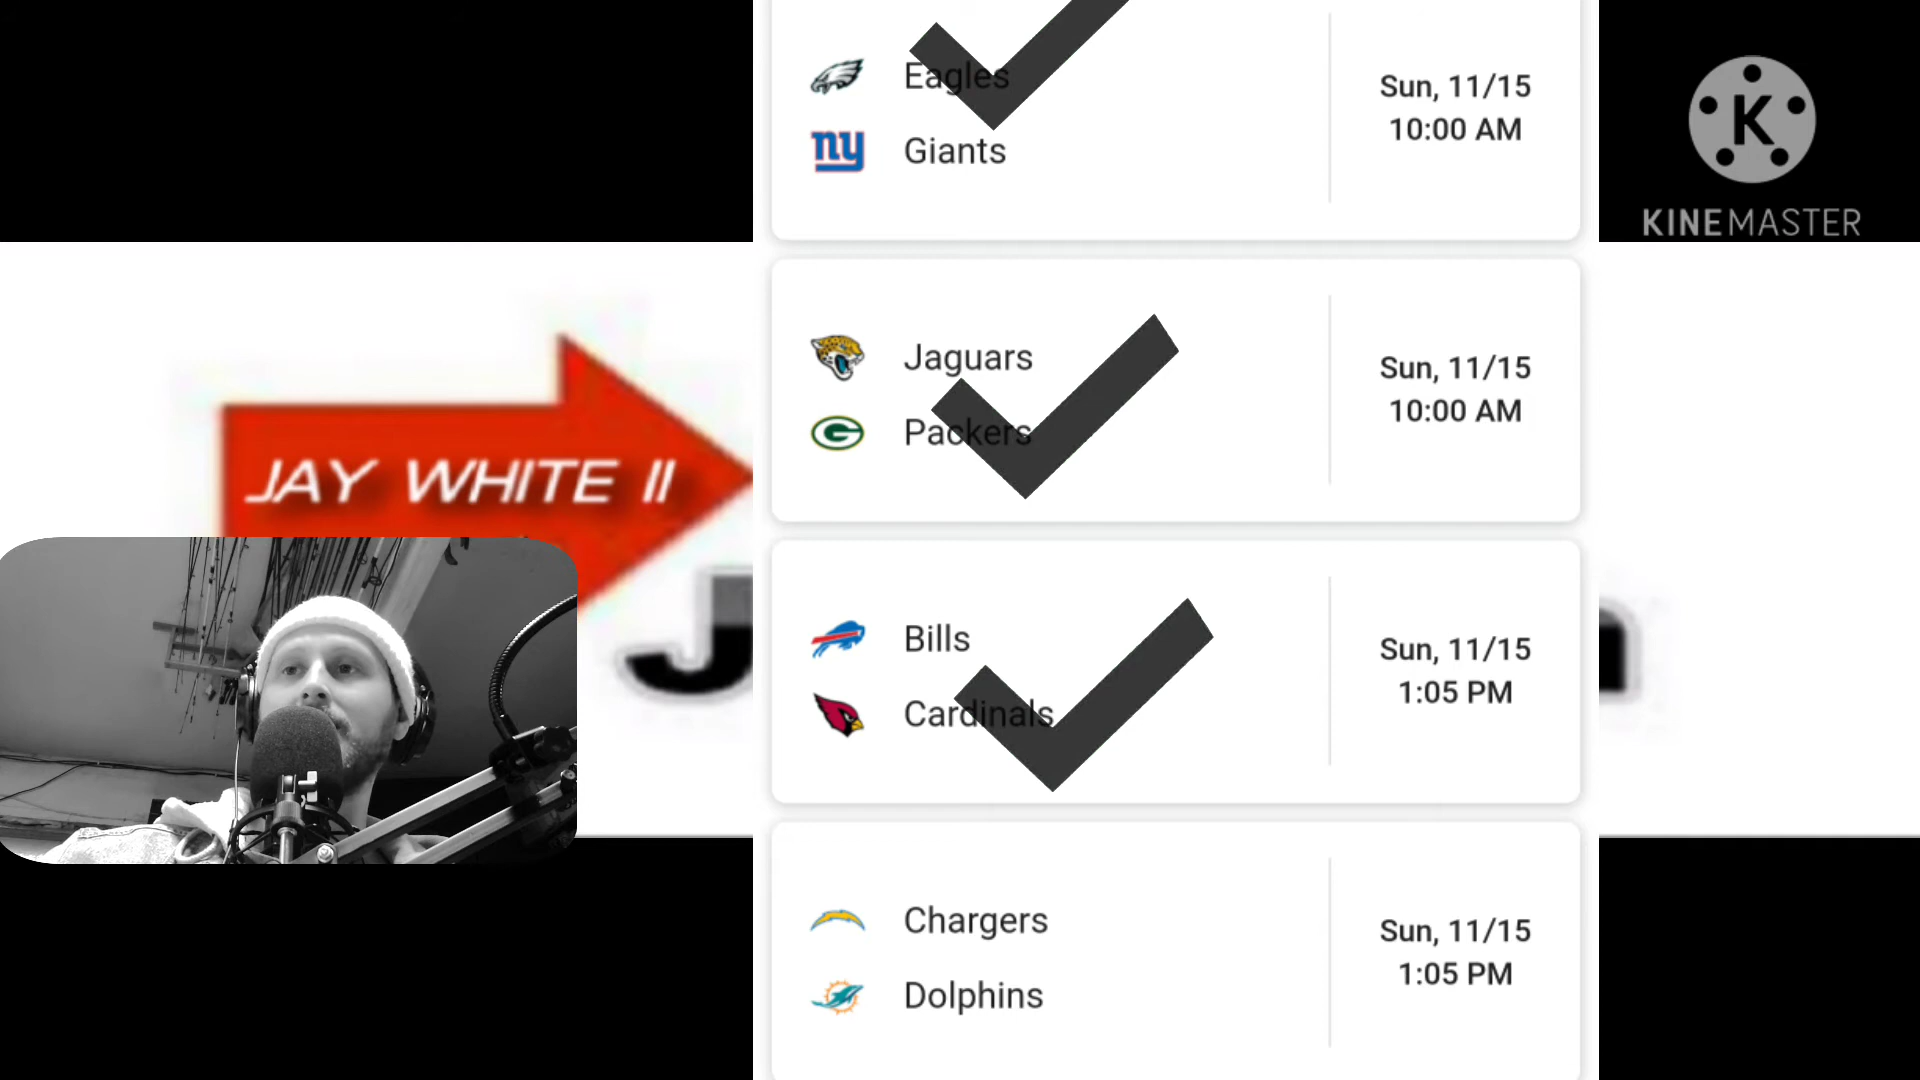 Eagles
Giants
Sun, 11/15
10:00 AM
K
KINEMASTER
ny
Jaguars
Packers
Sun, 11/15
10:00 AM
G
JAY WHITE II
J
Bills
Cardinals
Sun, 11/15
1:05 PM
Chargers
Dolphins
Sun, 11/15
1:05 PM